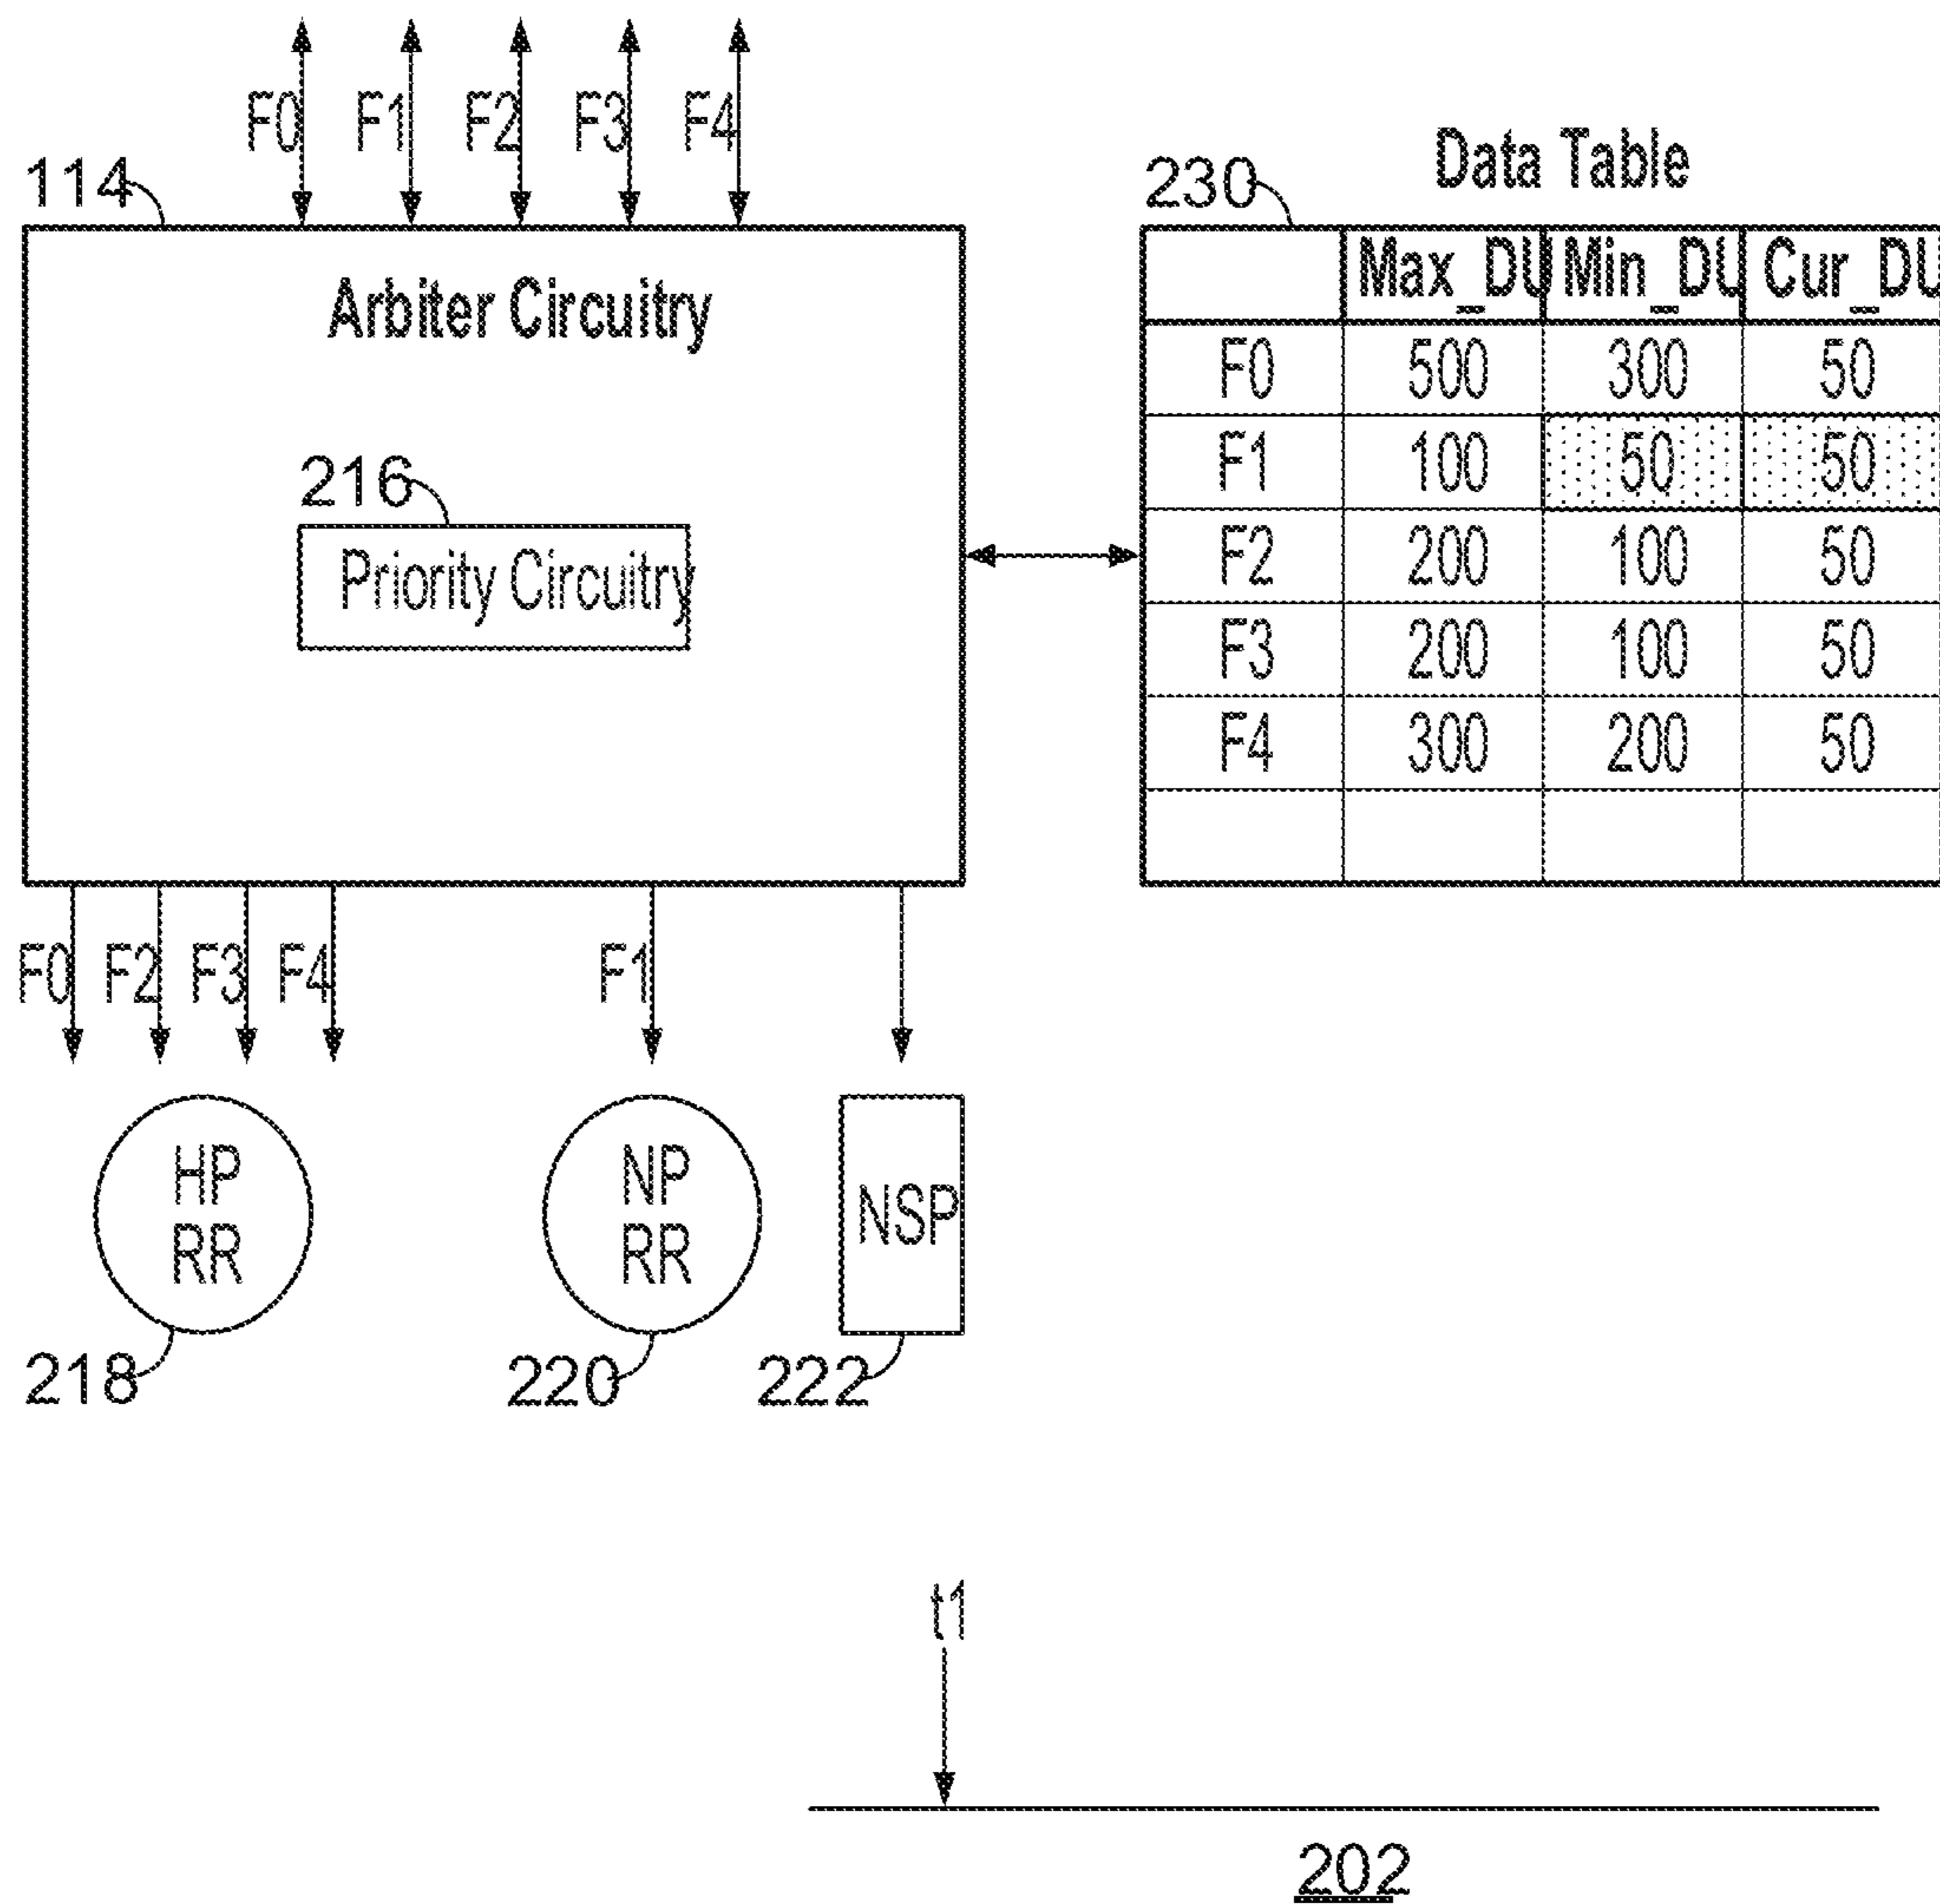 F0 F1 F2 F3 F4
114
Arbiter Circuitry
216
Priority Circuitry
Data Table
230
Max_DU Min_DU Cur_DU
F0 500 300 50
F1 100 50 50
F2 200 100 50
F3 200 100 50
F4 300 200 50
F0 F2 F3 F4 F1
HP
RR
NP
RR
NSP
218 220 222
t1
202